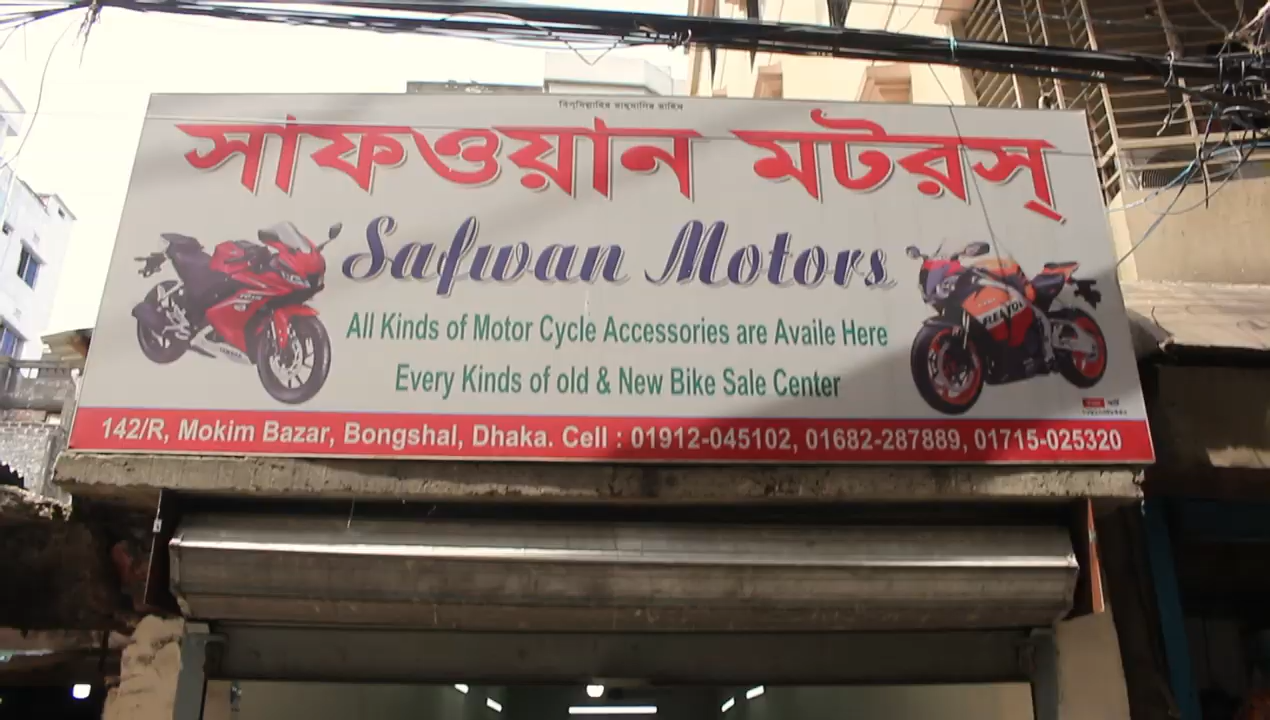 সাফওয়ান মটরস্
Safwan Motors
All Kinds of Motor Cycle Accessories are Availe Here
Every Kinds of old & New Bike Sale Center
142/R, Mokim Bazar, Bongshal, Dhaka. Cell : 01912-045102, 01682-287889, 01715-025320